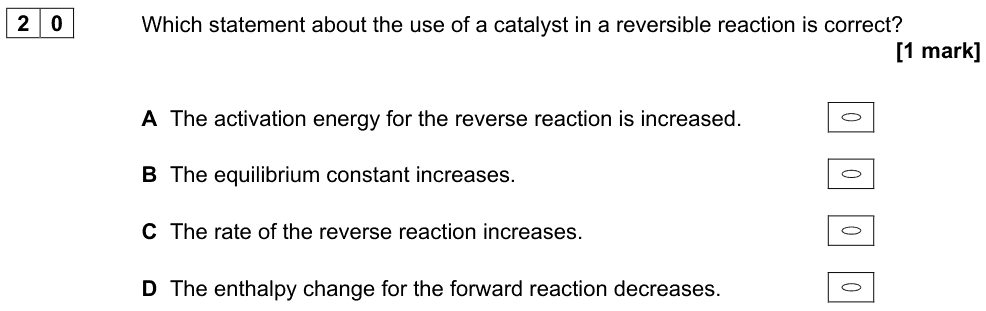 2 0 Which statement about the use of a catalyst in a reversible reaction is correct?
[1 mark]
A The activation energy for the reverse reaction is increased.
B The equilibrium constant increases.
C The rate of the reverse reaction increases.
D The enthalpy change for the forward reaction decreases.